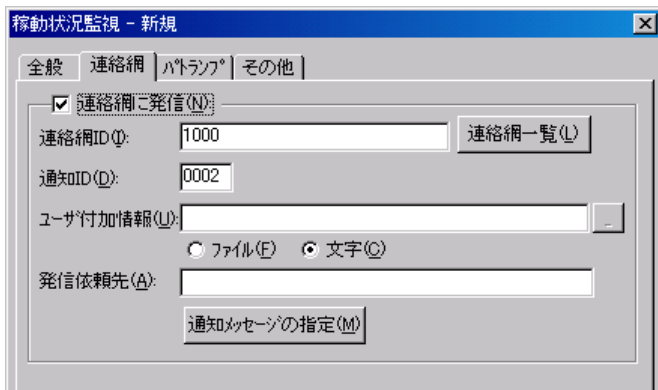 稼動状況監視 - 新規
全般 連絡網 ﾊﾟﾄﾗﾝﾌﾟ その他
連絡網に発信(N):
連絡網ID(I): 1000 連絡網一覧(L)
通知ID(D): 0002
ﾕｰｻﾞ付加情報(U): _
ﾌｧｲﾙ(F) 文字(C)
発信依頼先(A):
通知ﾒｯｾｰｼﾞの指定(M)